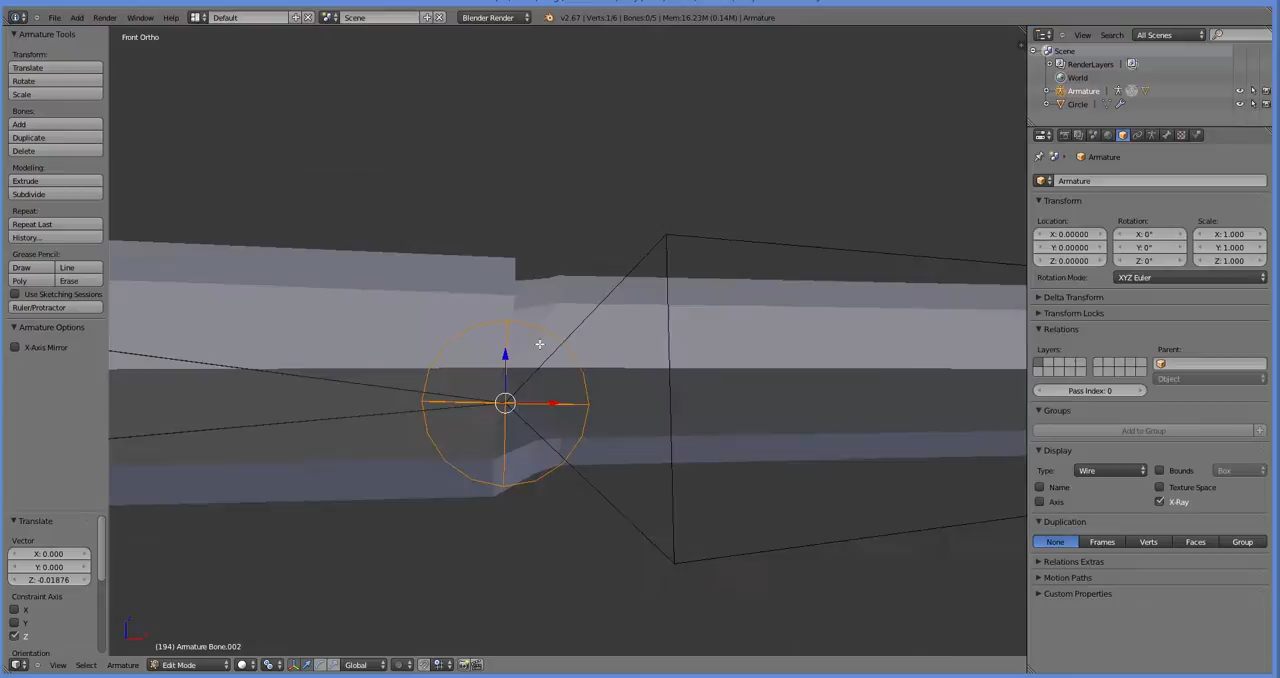 File Add Render Window Help Default Scene Blender Render v2.67 | Verts:1/6 | Bones:0/5 | Mem:16.23M (0.14M) | Armature
Armature Tools
Transform:
Translate
Rotate
Scale
Bones:
Add
Duplicate
Delete
Modeling:
Extrude
Subdivide
Repeat:
Repeat Last
History...
Grease Pencil:
Draw Line
Poly Erase
Use Sketching Sessions
Ruler/Protractor
Armature Options
X-Axis Mirror
Translate
Vector
X: 0.000
Y: 0.000
Z: -0.01876
Constraint Axis
X
Y
Z
Orientation
Front Ortho
(194) Armature Bone.002
View Select Armature Edit Mode Global
View Search All Scenes
Scene
RenderLayers
World
Armature
Circle
Armature
Armature
Transform
Location: Rotation: Scale:
X: 0.00000 X: 0° X: 1.000
Y: 0.00000 Y: 0° Y: 1.000
Z: 0.00000 Z: 0° Z: 1.000
Rotation Mode: XYZ Euler
Delta Transform
Transform Locks
Relations
Layers: Parent:
Object
Pass Index: 0
Groups
Add to Group
Display
Type: Wire Bounds Box
Name Texture Space
Axis X-Ray
Duplication
None Frames Verts Faces Group
Relations Extras
Motion Paths
Custom Properties